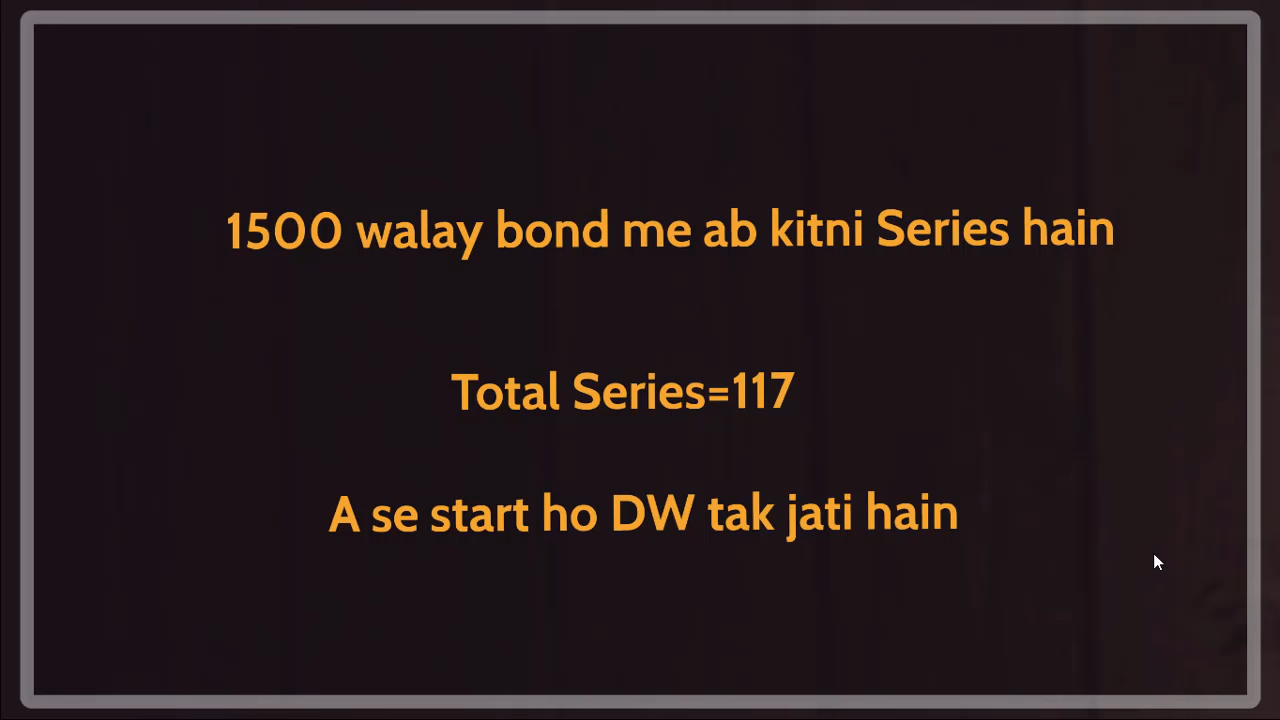 1500 walay bond me ab kitni Series hain
Total Series=117
A se start ho DW tak jati hain